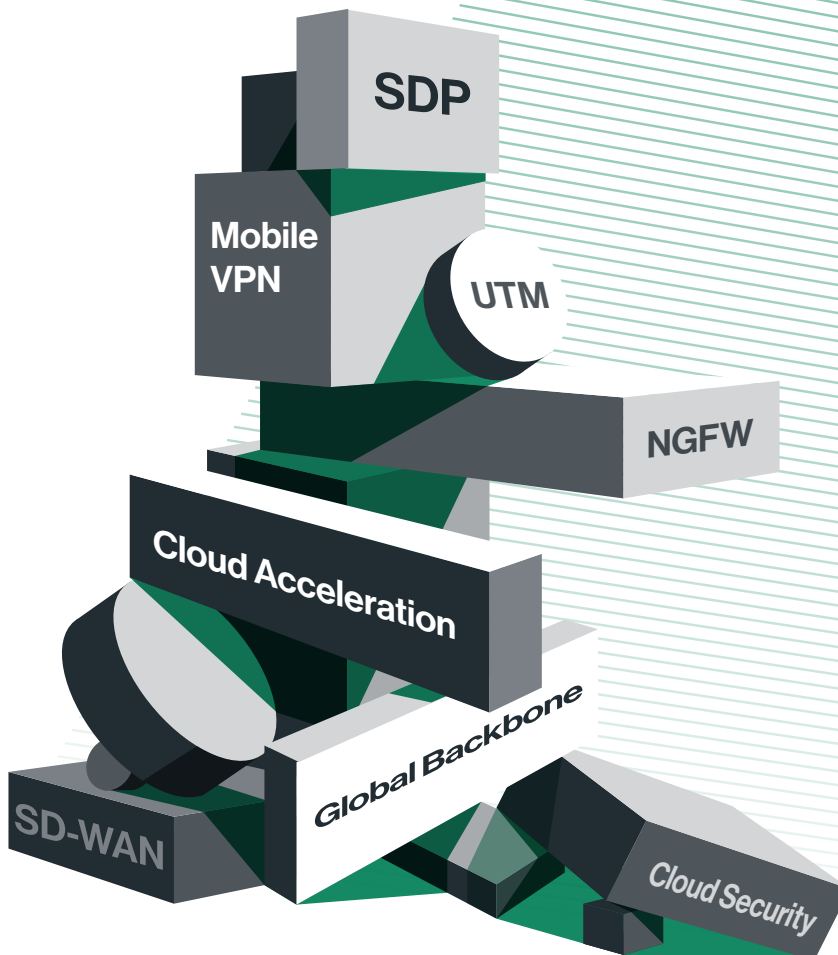 SDP
Mobile
VPN
UTM
NGFW
Cloud Acceleration
Global Backbone
SD-WAN
Cloud Security